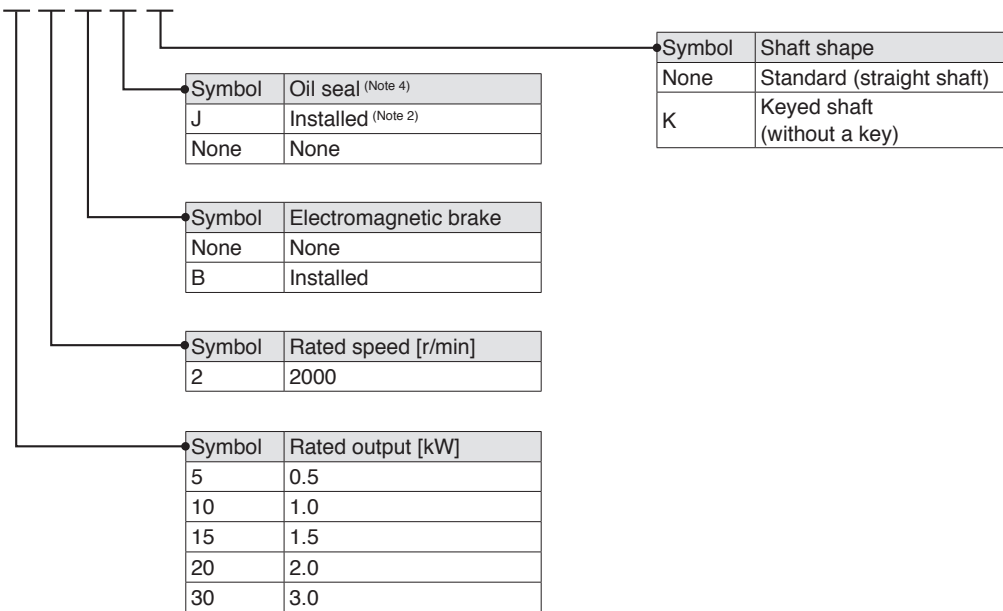 Symbol Shaft shape
None Standard (straight shaft)
K Keyed shaft
(without a key)
Symbol Oil seal (Note 4)
J Installed (Note 2)
None None
Symbol Electromagnetic brake
None None
B Installed
Symbol Rated speed [r/min]
2 2000
Symbol Rated output [kW]
5 0.5
10 1.0
15 1.5
20 2.0
30 3.0